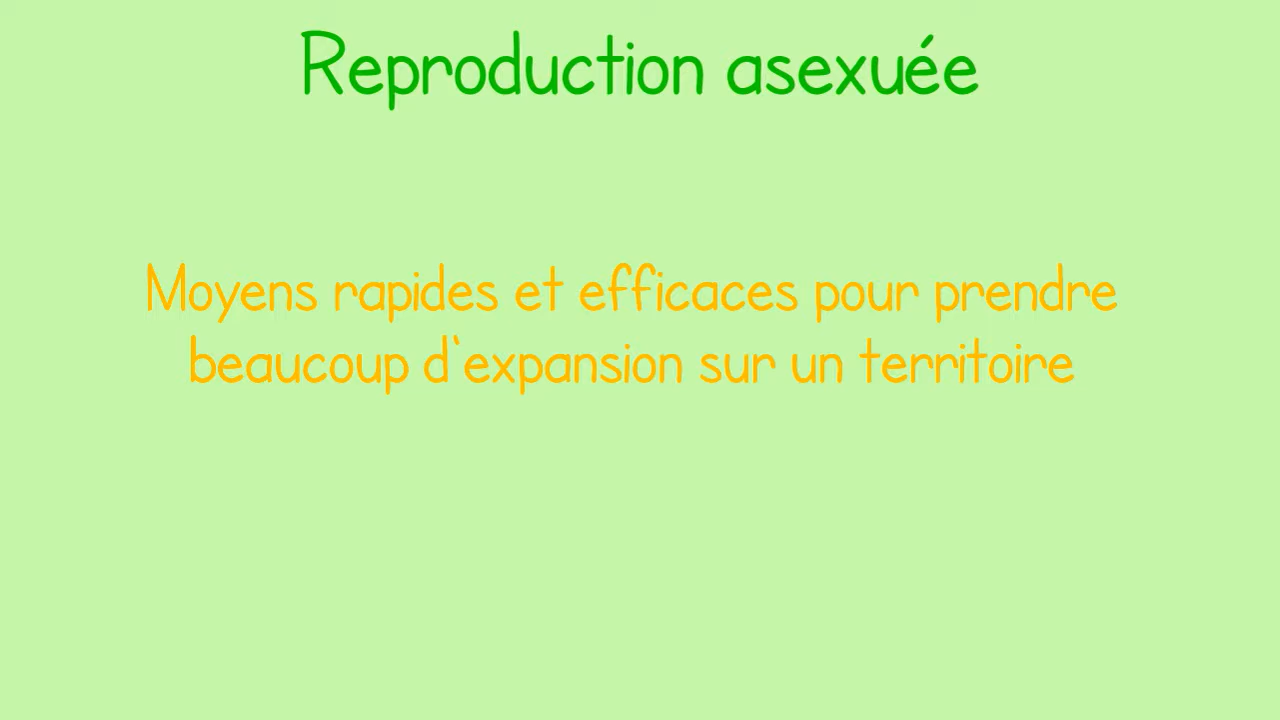 Reproduction asexuée
Moyens rapides et efficaces pour prendre
beaucoup d'expansion sur un territoire